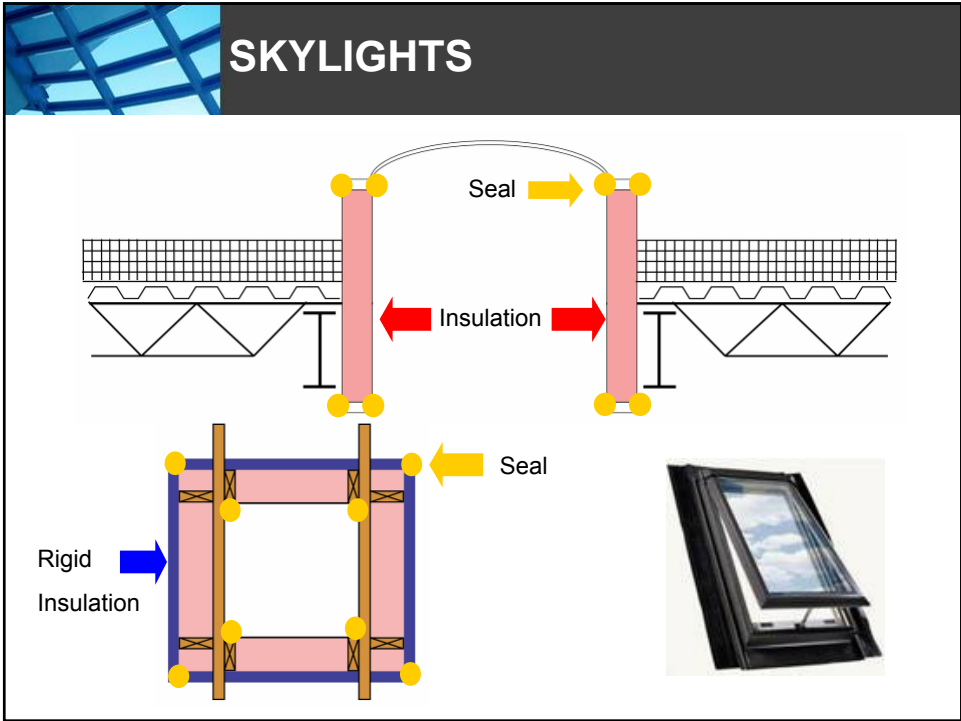 SKYLIGHTS
Seal
Insulation
Seal
Rigid
Insulation